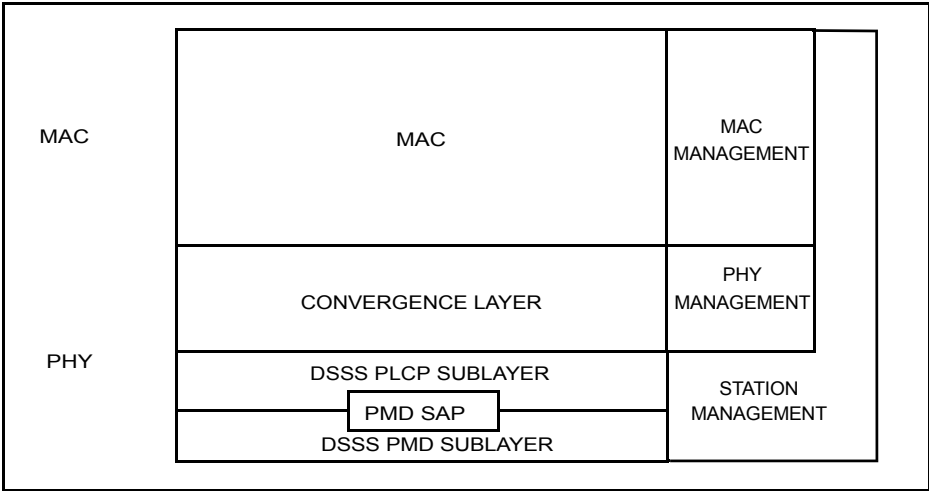 MAC
MAC
MAC
MANAGEMENT
CONVERGENCE LAYER
PHY
MANAGEMENT
PHY
DSSS PLCP SUBLAYER
PMD SAP
DSSS PMD SUBLAYER
STATION
MANAGEMENT